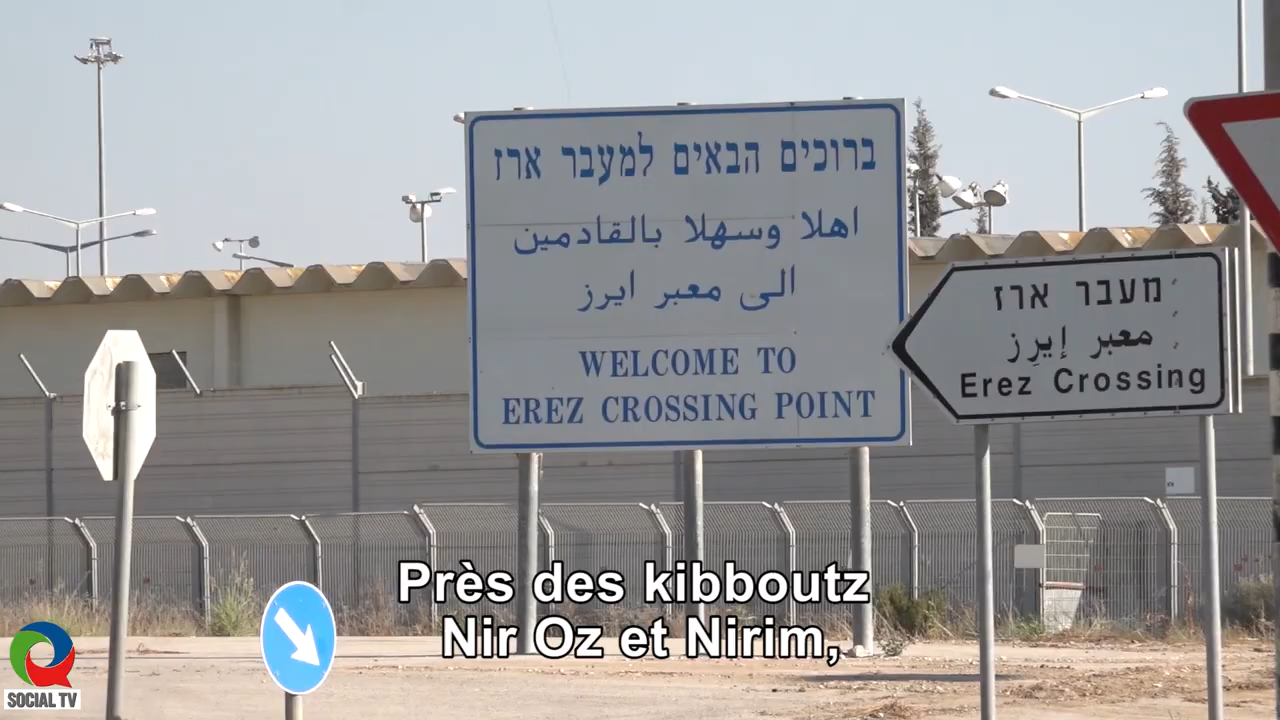 ברוכים הבאים למעבר ארז
اهلا وسهلا بالقادمين
الى معبر ايرز
WELCOME TO
EREZ CROSSING POINT
מעבר ארז
معبر إيرِز
Erez Crossing
Près des kibboutz
Nir Oz et Nirim,
SOCIAL TV